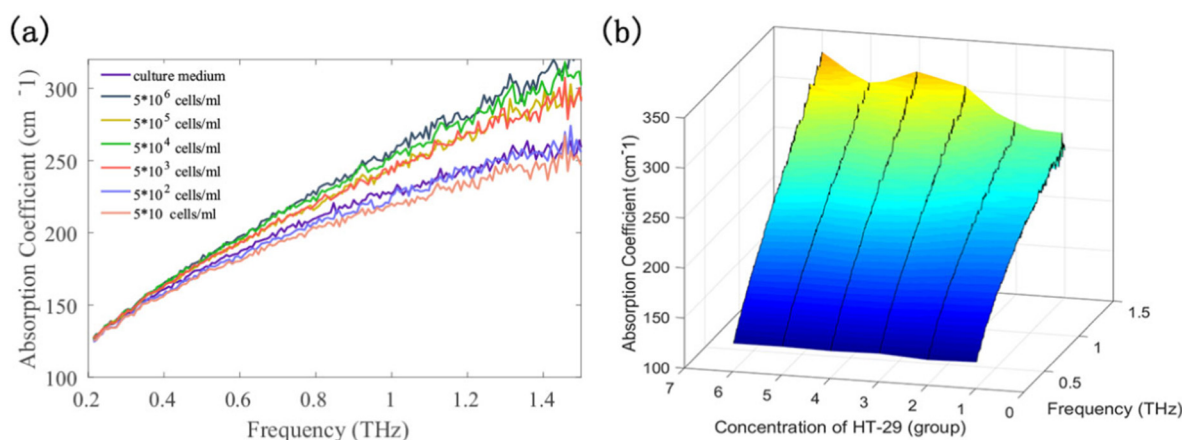 (a)
Absorption Coefficient (cm⁻1)
300
250
200
150
100
culture medium
5*10⁶ cells/ml
5*10⁵ cells/ml
5*10⁴ cells/ml
5*10³ cells/ml
5*10² cells/ml
5*10 cells/ml
0.2 0.4 0.6 0.8 1 1.2 1.4
Frequency (THz)
(b)
Absorption Coefficient (cm⁻¹)
350
300
250
200
150
100
7 6 5 4 3 2 1 0
Concentration of HT-29 (group)
0.5
1
1.5
Frequency (THz)